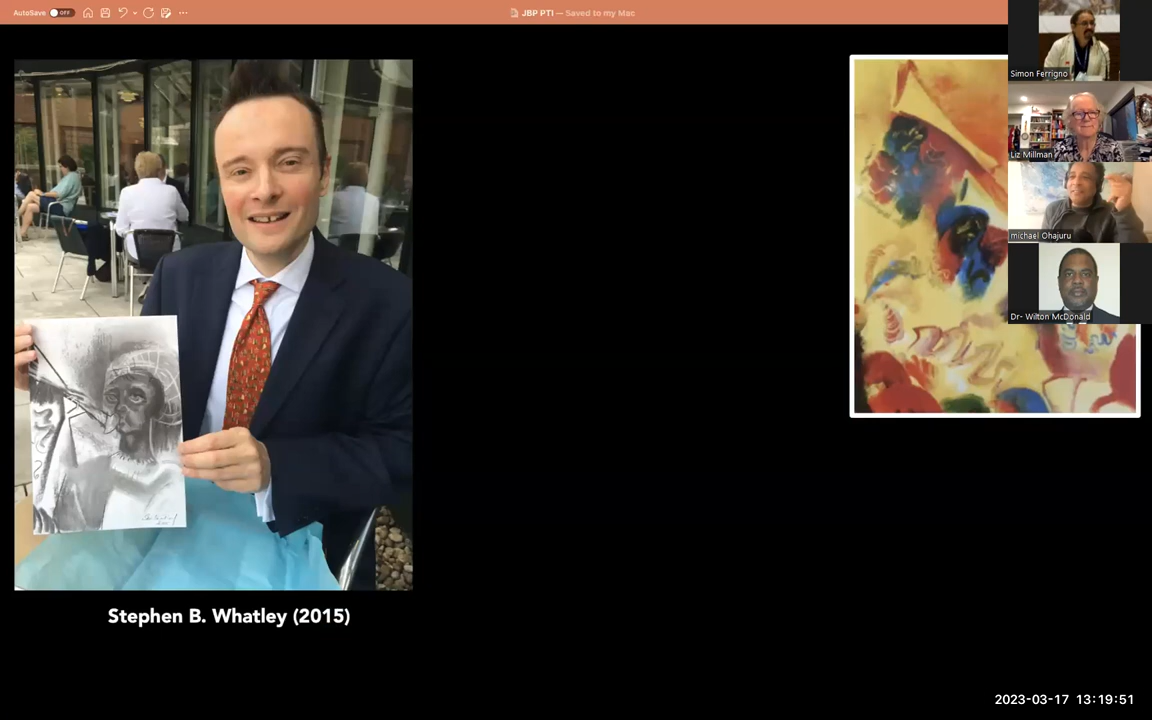 AutoSave OFF
JBP PTI — Saved to my Mac
Simon Ferrigno
Liz Millman
michael Ohajuru
Dr- Wilton McDonald
Stephen B. Whatley (2015)
2023-03-17 13:19:51